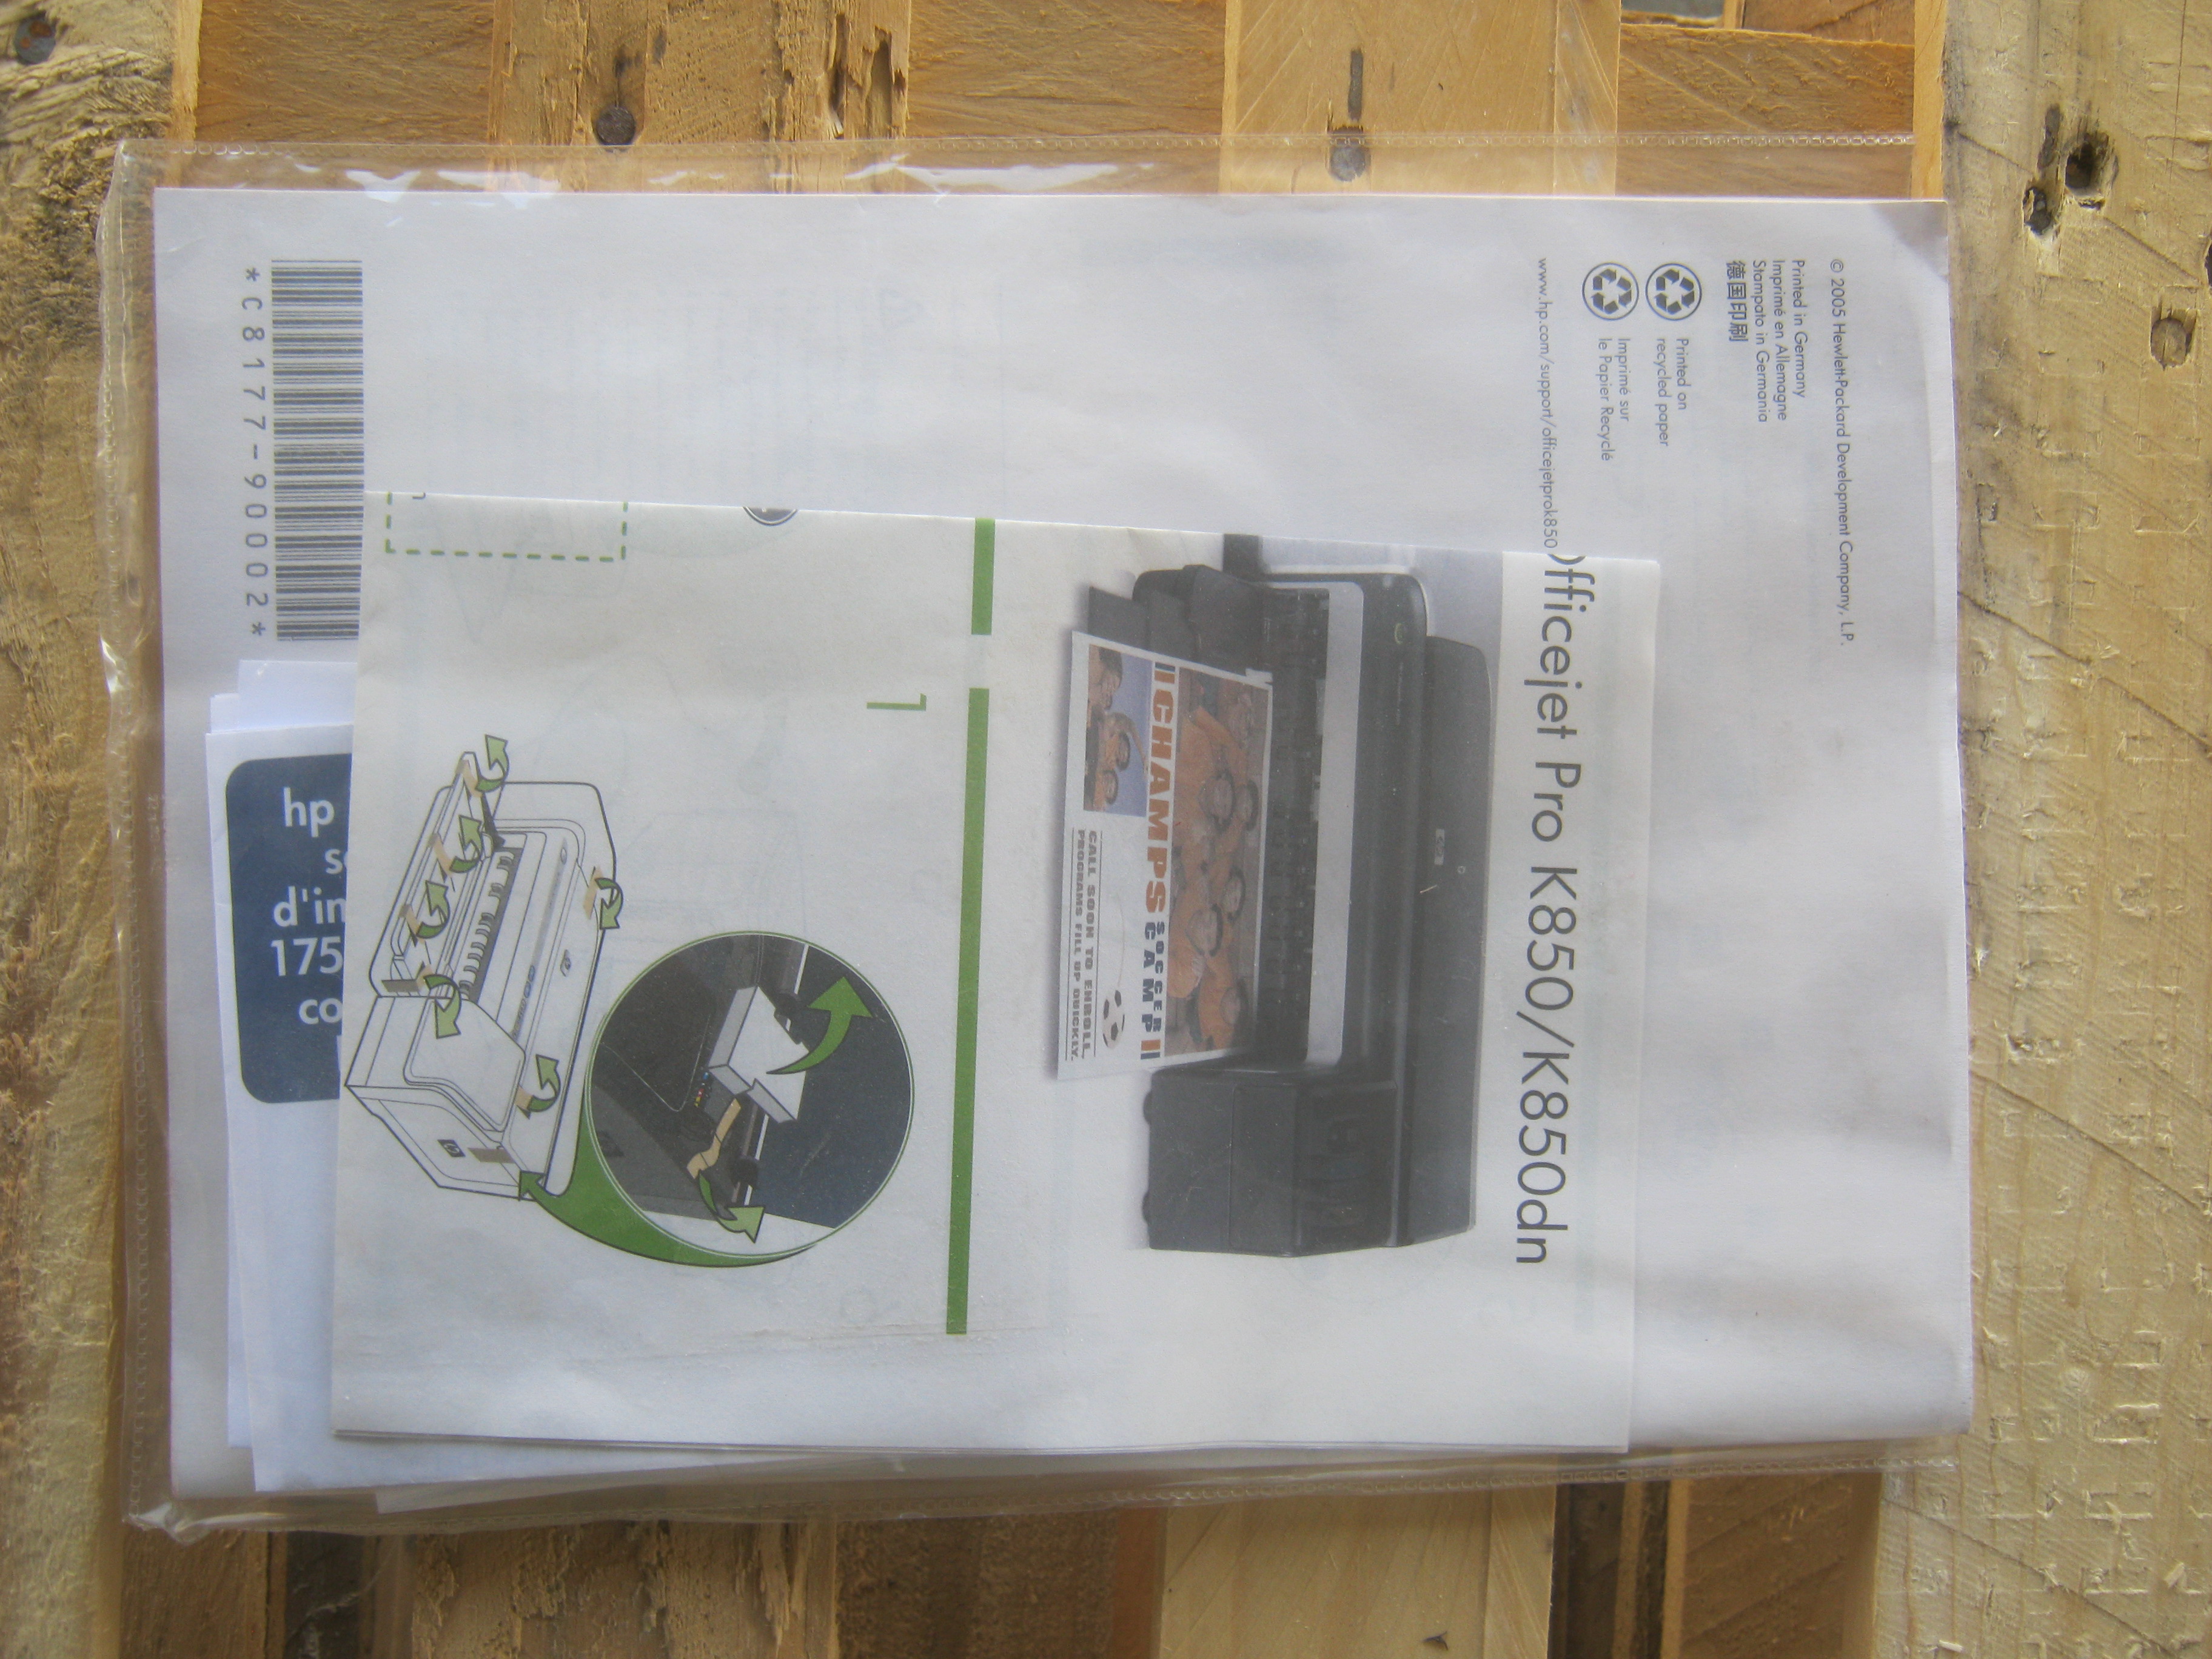 © 2005 Hewlett-Packard Development Company, L.P.
Printed in Germany
Imprimé en Allemagne
Stampato in Germania
德国印刷
Printed on
recycled paper
Imprimé sur
le Papier Recyclé
www.hp.com/support/officejetprok850
Officejet Pro K850/K850dn
CHAMPS
SOCCER
CAMP
CALL SOON TO ENROLL.
PROGRAMS FILL UP QUICKLY.
1
*C8177-90002*
hp
d'im
175
co